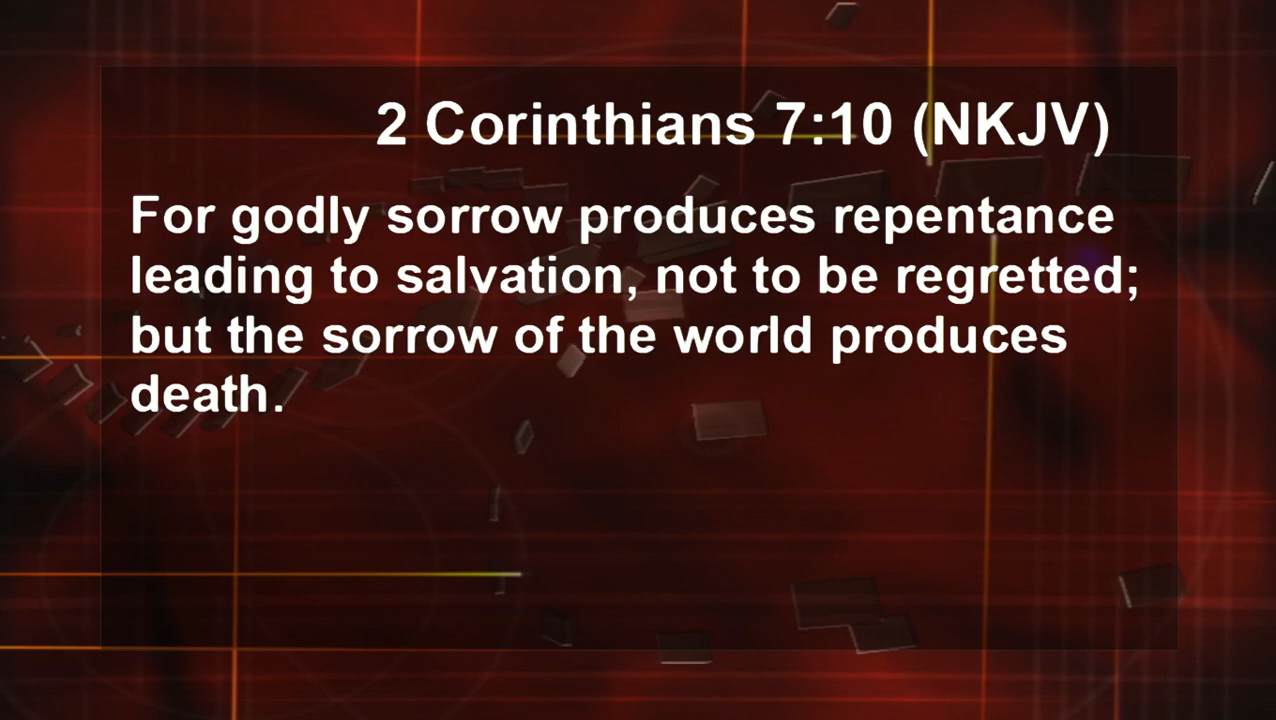 2 Corinthians 7:10 (NKJV)
For godly sorrow produces repentance
leading to salvation, not to be regretted;
but the sorrow of the world produces
death.